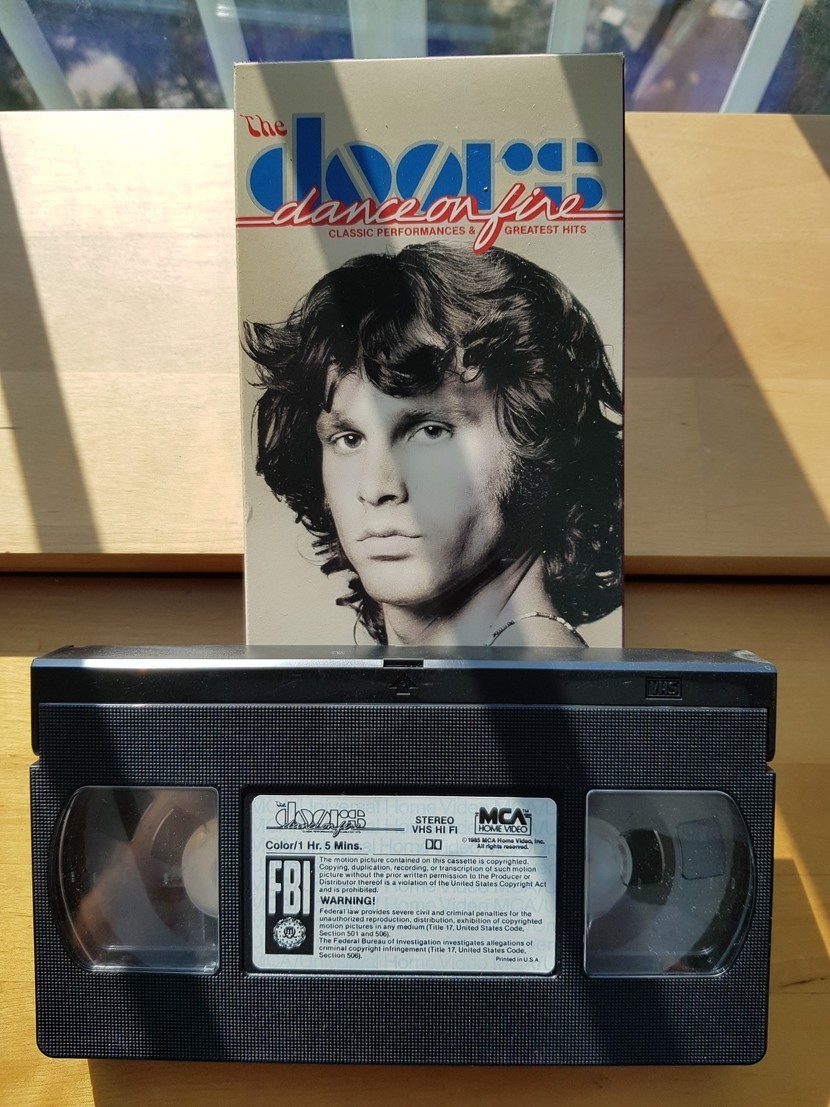 The
doors
dance on fire
CLASSIC PERFORMANCES & GREATEST HITS
VHS
The
doors
dance on fire
STEREO
VHS HI FI
MCA™
HOME VIDEO
Color/1 Hr. 5 Mins.
©1985 MCA Home Video, Inc.
All rights reserved.
FBI
The motion picture contained on this cassette is copyrighted.
Copying, duplication, recording, or transcription of such motion
picture without the prior written permission to the Producer or
Distributor thereof is a violation of the United States Copyright Act
and is prohibited.
WARNING!
Federal law provides severe civil and criminal penalties for the
unauthorized reproduction, distribution, exhibition of copyrighted
motion pictures in any medium (Title 17, United States Code,
Section 501 and 506).
The Federal Bureau of Investigation investigates allegations of
criminal copyright infringement (Title 17, United States Code,
Section 506).
Printed in U.S.A.